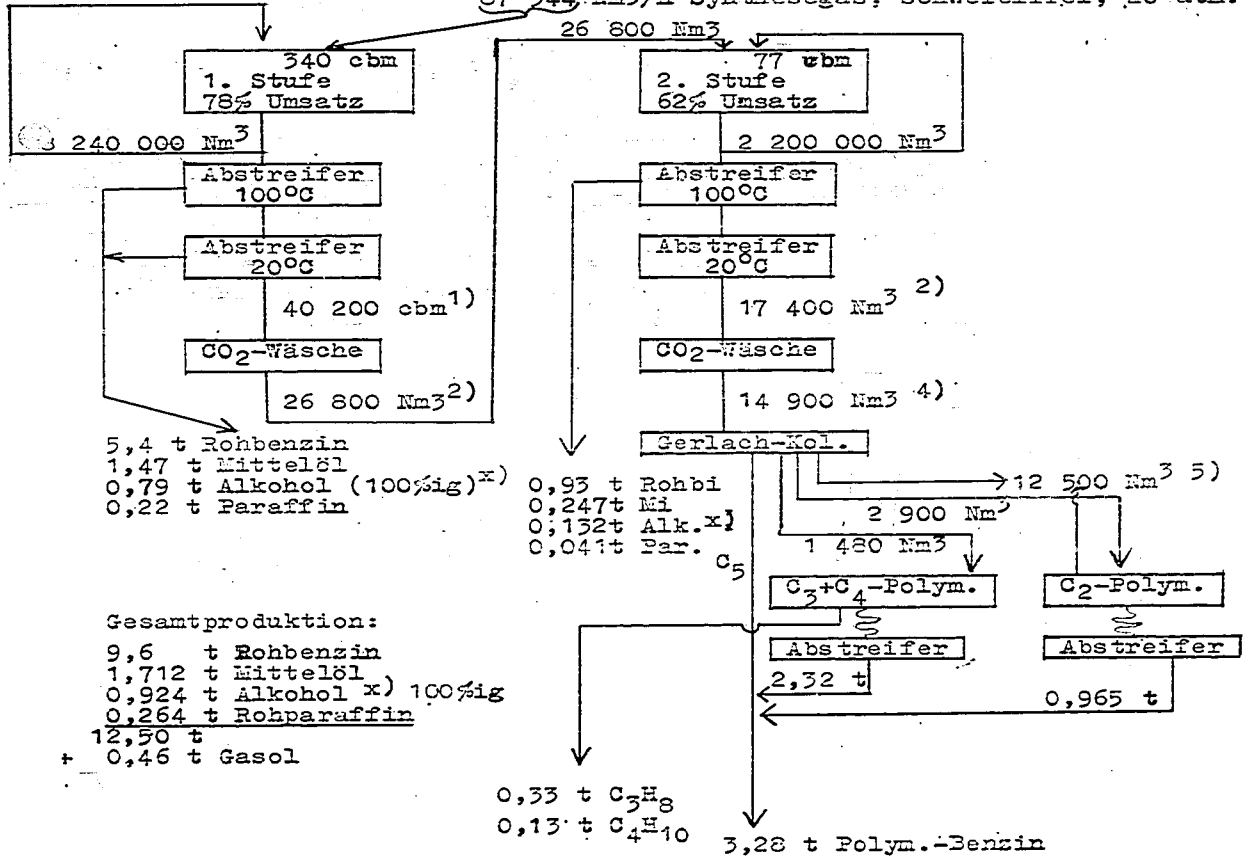 Nm3/h Synthesegas, schwefelfrei, 20 atm.
26 800 Nm3
340 cbm
1. Stufe
78% Umsatz
77 cbm
2. Stufe
62% Umsatz
240 000 Nm3
2 200 000 Nm3
Abstreifer
100°C
Abstreifer
100°C
Abstreifer
20°C
Abstreifer
20°C
40 200 cbm1)
17 400 Nm3 2)
CO2-Wäsche
CO2-Wäsche
26 800 Nm3 2)
14 900 Nm3 4)
5,4 t Rohbenzin
1,47 t Mittelöl
0,79 t Alkohol (100%ig)x)
0,22 t Paraffin
Gerlach-Kol.
0,93 t Rohbi
0,247t Mi
0,132t Alk.x)
0,041t Par.
C5
12 500 Nm3 5)
2 900 Nm3
1 480 Nm3
C3+C4-Polym.
C2-Polym.
Abstreifer
Abstreifer
2,32 t
0,965 t
Gesamtproduktion:
9,6 t Rohbenzin
1,712 t Mittelöl
0,924 t Alkohol x) 100%ig
0,264 t Rohparaffin
12,50 t
+ 0,46 t Gasol
0,33 t C3H8
0,13 t C4H10
3,28 t Polym.-Benzin